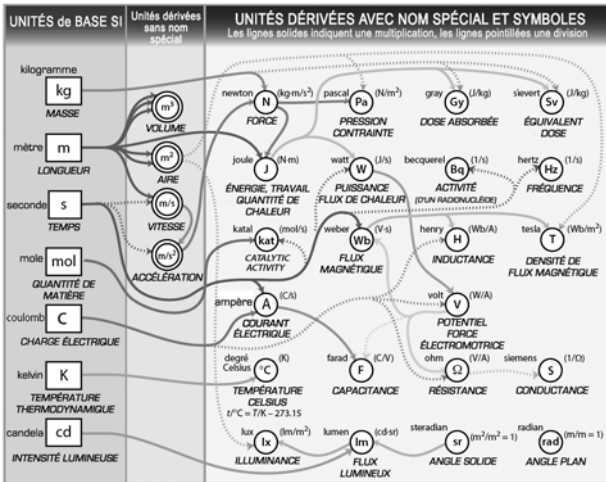 UNITÉS de BASE SI
Unités dérivées
sans nom
spécial
UNITÉS DÉRIVÉES AVEC NOM SPÉCIAL ET SYMBOLES
Les lignes solides indiquent une multiplication, les lignes pointillées une division
kilogramme
kg
MASSE
mètre
m
LONGUEUR
seconde
s
TEMPS
mole
mol
QUANTITÉ
DE MATIÈRE
coulomb
C
CHARGE ÉLECTRIQUE
kelvin
K
TEMPÉRATURE
THERMODYNAMIQUE
candela
cd
INTENSITÉ LUMINEUSE
m³
VOLUME
m²
AIRE
m/s
VITESSE
m/s²
ACCÉLÉRATION
newton
N
(kg·m/s²)
FORCE
pascal
Pa
(N/m²)
PRESSION
CONTRAINTE
gray
Gy
(J/kg)
DOSE ABSORBÉE
sievert
Sv
(J/kg)
ÉQUIVALENT
DOSE
joule
J
(N·m)
ÉNERGIE, TRAVAIL
QUANTITÉ DE
CHALEUR
watt
W
(J/s)
PUISSANCE
FLUX DE CHALEUR
becquerel
Bq
(1/s)
ACTIVITÉ
(D'UN RADIONUCLÉIDE)
hertz
Hz
(1/s)
FRÉQUENCE
katal
kat
(mol/s)
CATALYTIC
ACTIVITY
weber
Wb
(V·s)
FLUX
MAGNÉTIQUE
henry
H
(Wb/A)
INDUCTANCE
tesla
T
(Wb/m²)
DENSITÉ DE
FLUX MAGNÉTIQUE
ampère
A
(C/s)
COURANT
ÉLECTRIQUE
volt
V
(W/A)
POTENTIEL
FORCE
ÉLECTROMOTRICE
degré
Celsius
°C
(K)
TEMPÉRATURE
CELSIUS
t/°C = T/K – 273.15
farad
F
(C/V)
CAPACITANCE
ohm
Ω
(V/A)
RÉSISTANCE
siemens
S
(1/Ω)
CONDUCTANCE
lux
lx
(lm/m²)
ILLUMINANCE
lumen
lm
(cd·sr)
FLUX
LUMINEUX
steradian
sr
(m²/m² = 1)
ANGLE SOLIDE
radian
rad
(m/m = 1)
ANGLE PLAN